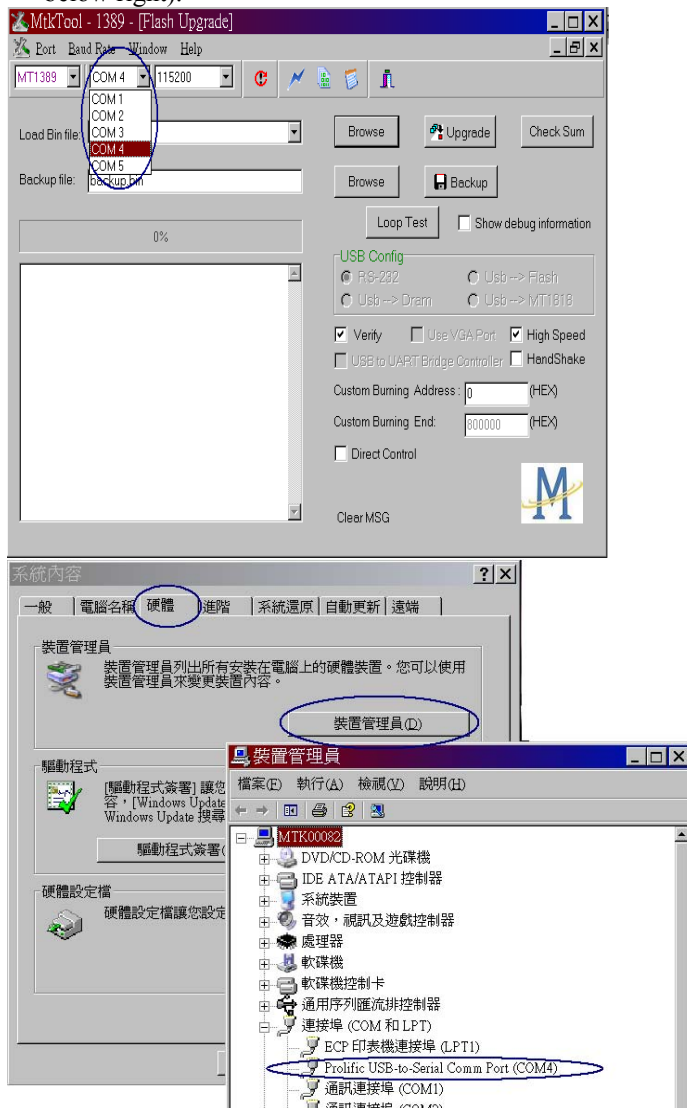 below right).
MtkTool - 1389 - [Flash Upgrade]
Port Baud Rate Window Help
MT1389 COM 4 115200
COM 1
COM 2
COM 3
COM 4
COM 5
Load Bin file:
Browse Upgrade Check Sum
Backup file: backup.bin
Browse Backup
Loop Test Show debug information
0%
USB Config
RS-232 Usb --> Flash
Usb --> Dram Usb --> MT1818
Verify Use VGA Port High Speed
USB to UART Bridge Controller HandShake
Custom Burning Address : 0 (HEX)
Custom Burning End: 800000 (HEX)
Direct Control
Clear MSG
M
系統內容
一般 電腦名稱 硬體 進階 系統還原 自動更新 遠端
裝置管理員
裝置管理員列出所有安裝在電腦上的硬體裝置。您可以使用
裝置管理員來變更裝置內容。
裝置管理員(D)
驅動程式
[驅動程式簽署] 讓您
容,[Windows Update
Windows Update 搜尋
驅動程式簽署(
硬體設定檔
硬體設定檔讓您設定
裝置管理員
檔案(F) 執行(A) 檢視(V) 說明(H)
MTK00082
DVD/CD-ROM 光碟機
IDE ATA/ATAPI 控制器
系統裝置
音效,視訊及遊戲控制器
處理器
軟碟機
軟碟機控制卡
通用序列匯流排控制器
連接埠 (COM 和 LPT)
ECP 印表機連接埠 (LPT1)
Prolific USB-to-Serial Comm Port (COM4)
通訊連接埠 (COM1)